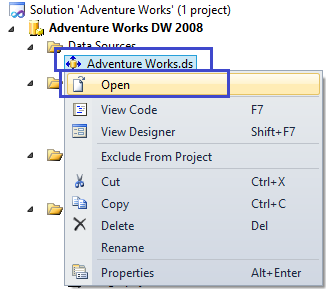 Solution 'Adventure Works' (1 project)
Adventure Works DW 2008
Data Sources
Adventure Works.ds
Open
View Code F7
View Designer Shift+F7
Exclude From Project
Cut Ctrl+X
Copy Ctrl+C
Delete Del
Rename
Properties Alt+Enter